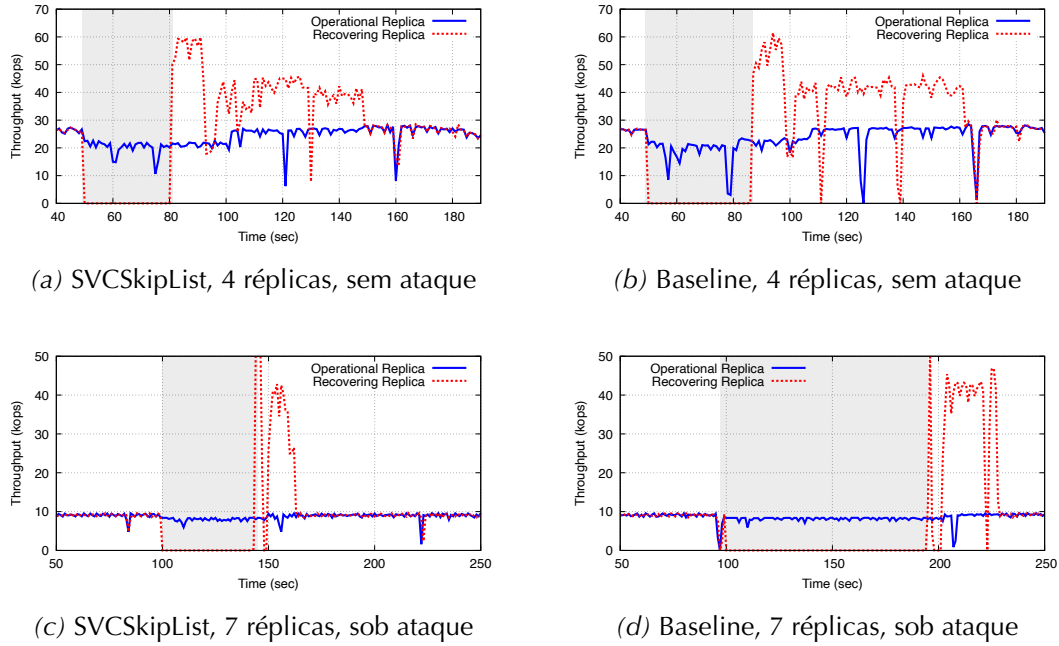 Operational Replica
Recovering Replica
Throughput (kops)
70
60
50
40
30
20
10
0
40 60 80 100 120 140 160 180
Time (sec)
(a) SVCSkipList, 4 réplicas, sem ataque
Operational Replica
Recovering Replica
Throughput (kops)
70
60
50
40
30
20
10
0
40 60 80 100 120 140 160 180
Time (sec)
(b) Baseline, 4 réplicas, sem ataque
Operational Replica
Recovering Replica
Throughput (kops)
50
40
30
20
10
0
50 100 150 200 250
Time (sec)
(c) SVCSkipList, 7 réplicas, sob ataque
Operational Replica
Recovering Replica
Throughput (kops)
50
40
30
20
10
0
50 100 150 200 250
Time (sec)
(d) Baseline, 7 réplicas, sob ataque